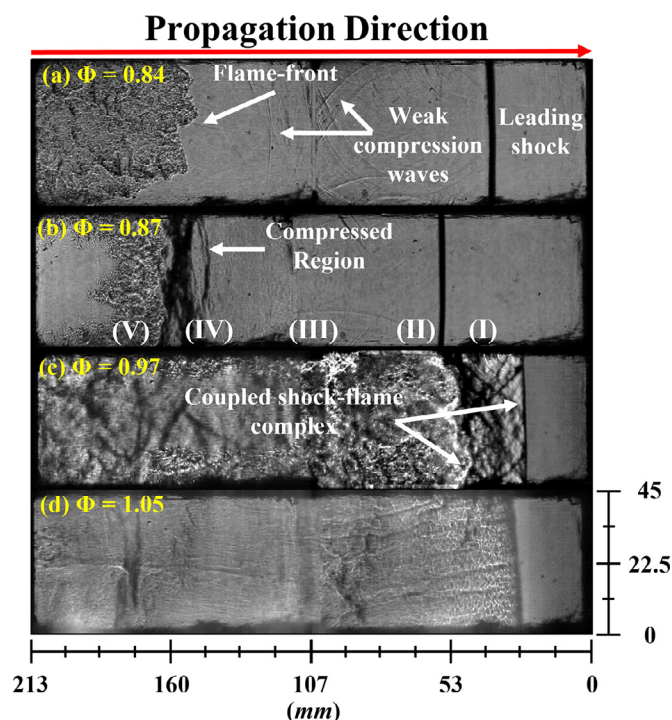 Propagation Direction
(a) Φ = 0.84
Flame-front
Weak
compression
waves
Leading
shock
(b) Φ = 0.87
Compressed
Region
(V) (IV) (III) (II) (I)
(c) Φ = 0.97
Coupled shock-flame
complex
(d) Φ = 1.05
45
22.5
0
213 160 107 53 0
(mm)